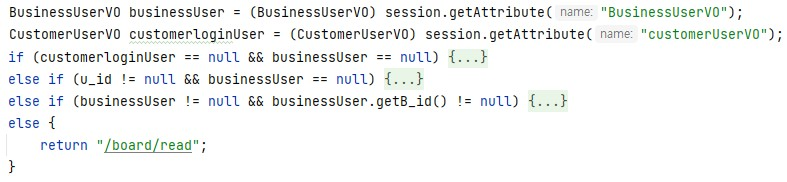 BusinessUserVO businessUser = (BusinessUserVO) session.getAttribute( name: "BusinessUserVO");
CustomerUserVO customerloginUser = (CustomerUserVO) session.getAttribute( name: "customerUserVO");
if (customerloginUser == null && businessUser == null) {...}
else if (u_id != null && businessUser == null) {...}
else if (businessUser != null && businessUser.getB_id() != null) {...}
else {
    return "/board/read";
}